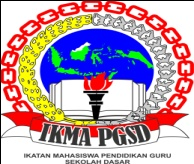 IKMA PGSD
IKATAN MAHASISWA PENDIDIKAN GURU
SEKOLAH DASAR